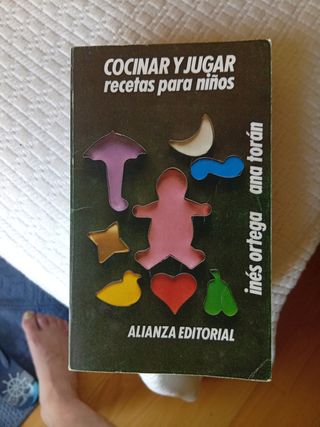 COCINAR Y JUGAR
recetas para niños
inés ortega ana torán
ALIANZA EDITORIAL